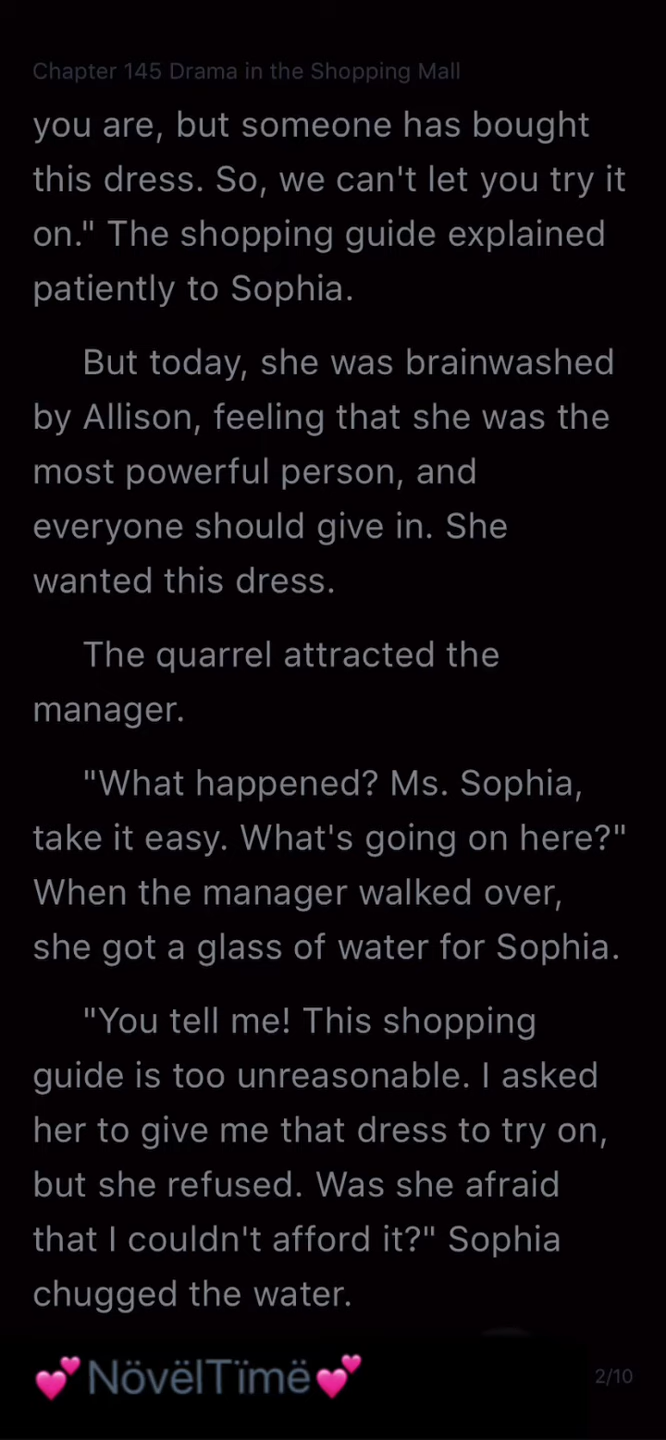 Chapter 145 Drama in the Shopping Mall
you are, but someone has bought
this dress. So, we can't let you try it
on." The shopping guide explained
patiently to Sophia.
But today, she was brainwashed
by Allison, feeling that she was the
most powerful person, and
everyone should give in. She
wanted this dress.
The quarrel attracted the
manager.
"What happened? Ms. Sophia,
take it easy. What's going on here?"
When the manager walked over,
she got a glass of water for Sophia.
"You tell me! This shopping
guide is too unreasonable. I asked
her to give me that dress to try on,
but she refused. Was she afraid
that I couldn't afford it?" Sophia
chugged the water.
💕NövëlTïmë💕
2/10